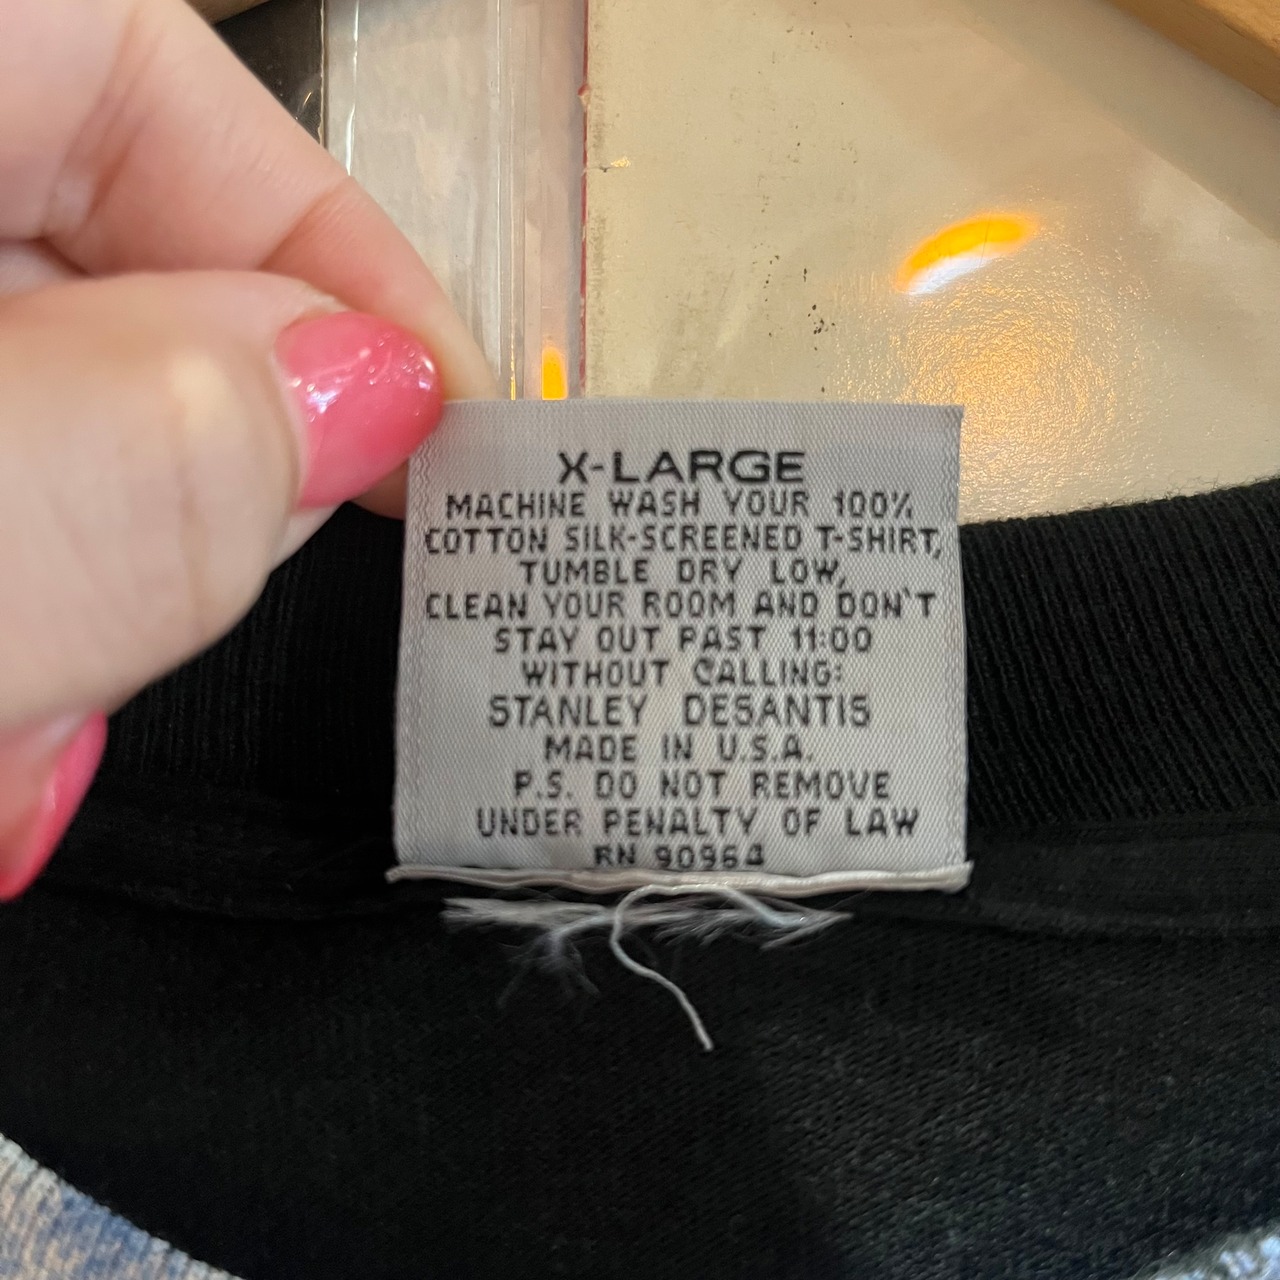 X-LARGE
MACHINE WASH YOUR 100%
COTTON SILK-SCREENED T-SHIRT,
TUMBLE DRY LOW,
CLEAN YOUR ROOM AND DON'T
STAY OUT PAST 11:00
WITHOUT CALLING:
STANLEY DESANTIS
MADE IN U.S.A.
P.S. DO NOT REMOVE
UNDER PENALTY OF LAW
RN 90964